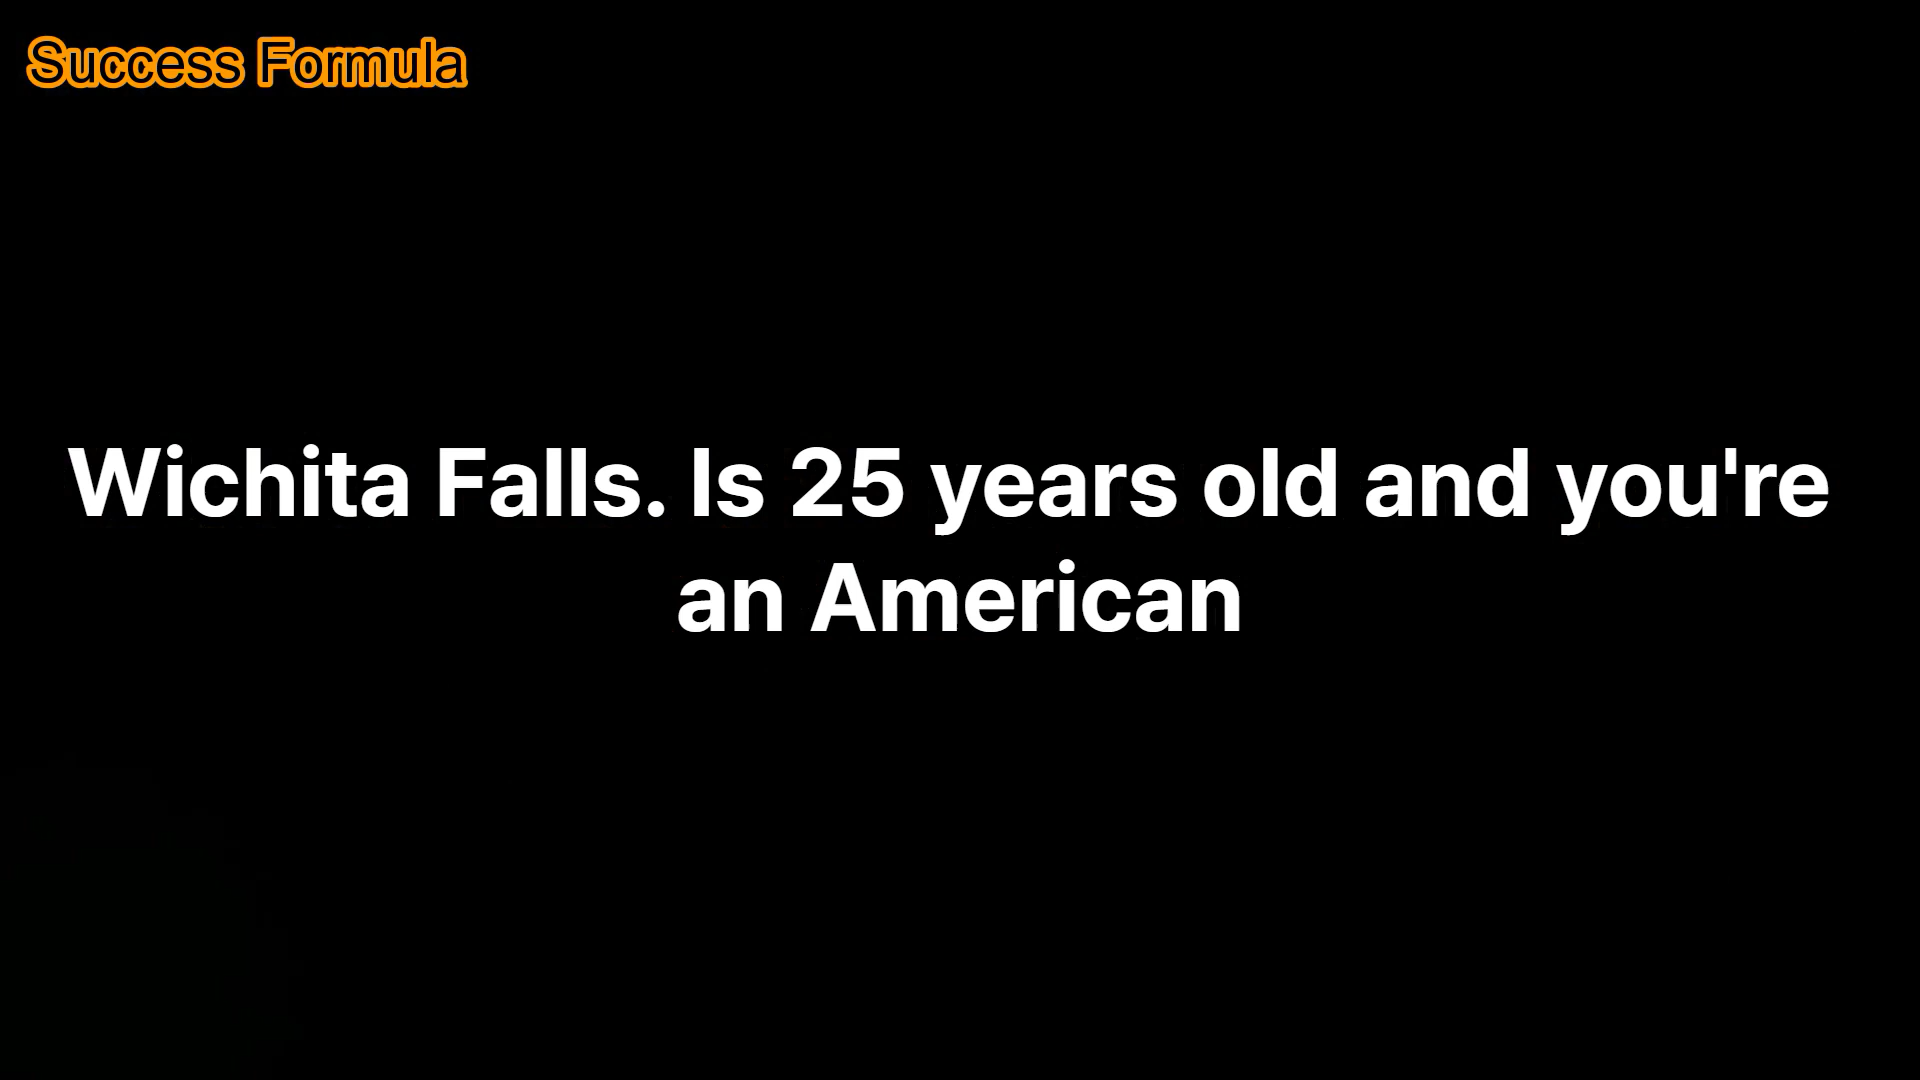 Success Formula
Wichita Falls. Is 25 years old and you're
an American